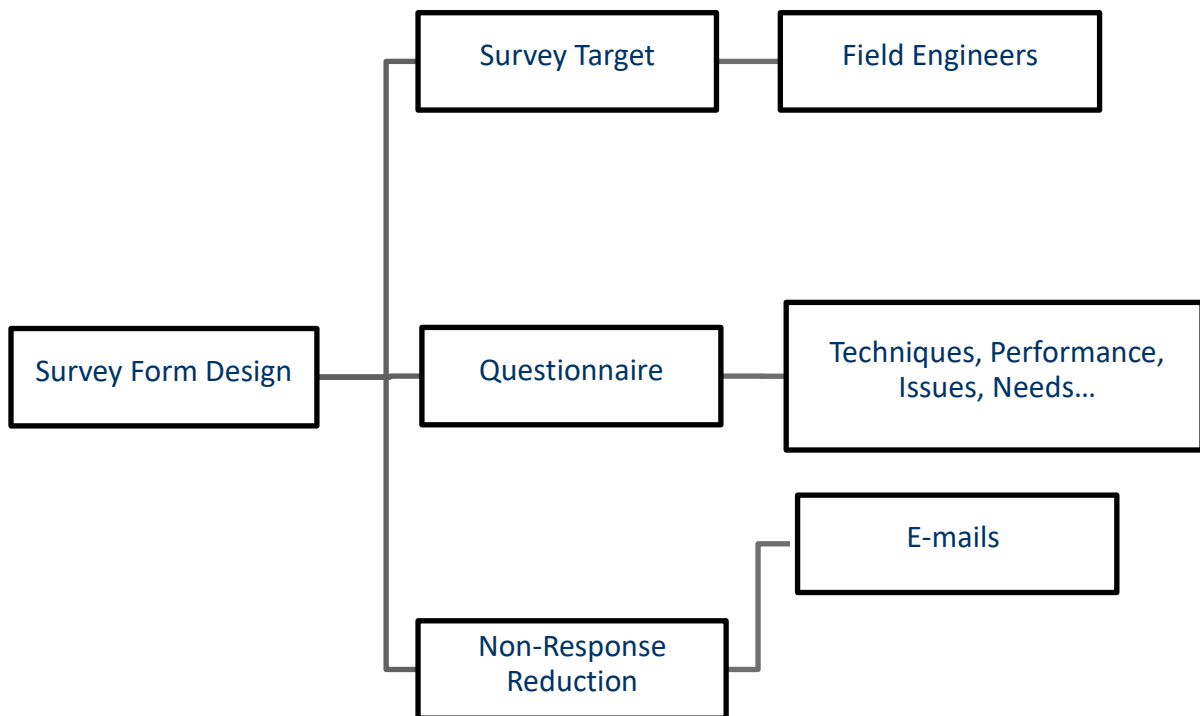 Survey Target
Field Engineers
Survey Form Design
Questionnaire
Techniques, Performance,
Issues, Needs…
E-mails
Non-Response
Reduction